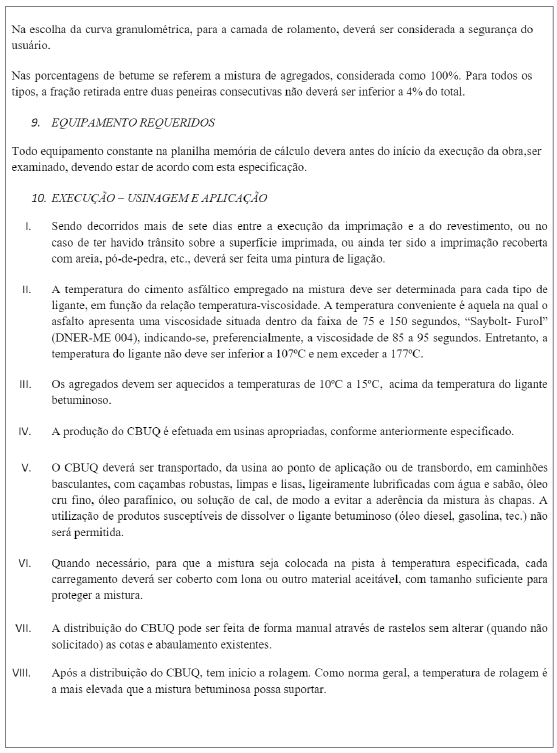 Na escolha da curva granulométrica, para a camada de rolamento, deverá ser considerada a segurança do
usuário.
Nas porcentagens de betume se referem a mistura de agregados, considerada como 100%. Para todos os
tipos, a fração retirada entre duas peneiras consecutivas não deverá ser inferior a 4% do total.
9. EQUIPAMENTO REQUERIDOS
Todo equipamento constante na planilha memória de cálculo devera antes do início da execução da obra,ser
examinado, devendo estar de acordo com esta especificação.
10. EXECUÇÃO – USINAGEM E APLICAÇÃO
I. Sendo decorridos mais de sete dias entre a execução da imprimação e a do revestimento, ou no
caso de ter havido trânsito sobre a superfície imprimada, ou ainda ter sido a imprimação recoberta
com areia, pó-de-pedra, etc., deverá ser feita uma pintura de ligação.
II. A temperatura do cimento asfáltico empregado na mistura deve ser determinada para cada tipo de
ligante, em função da relação temperatura-viscosidade. A temperatura conveniente é aquela na qual o
asfalto apresenta uma viscosidade situada dentro da faixa de 75 e 150 segundos, “Saybolt- Furol”
(DNER-ME 004), indicando-se, preferencialmente, a viscosidade de 85 a 95 segundos. Entretanto, a
temperatura do ligante não deve ser inferior a 107ºC e nem exceder a 177ºC.
III. Os agregados devem ser aquecidos a temperaturas de 10ºC a 15ºC, acima da temperatura do ligante
betuminoso.
IV. A produção do CBUQ é efetuada em usinas apropriadas, conforme anteriormente especificado.
V. O CBUQ deverá ser transportado, da usina ao ponto de aplicação ou de transbordo, em caminhões
basculantes, com caçambas robustas, limpas e lisas, ligeiramente lubrificadas com água e sabão, óleo
cru fino, óleo parafínico, ou solução de cal, de modo a evitar a aderência da mistura às chapas. A
utilização de produtos susceptíveis de dissolver o ligante betuminoso (óleo diesel, gasolina, tec.) não
será permitida.
VI. Quando necessário, para que a mistura seja colocada na pista à temperatura especificada, cada
carregamento deverá ser coberto com lona ou outro material aceitável, com tamanho suficiente para
proteger a mistura.
VII. A distribuição do CBUQ pode ser feita de forma manual através de rastelos sem alterar (quando não
solicitado) as cotas e abaulamento existentes.
VIII. Após a distribuição do CBUQ, tem inicio a rolagem. Como norma geral, a temperatura de rolagem é
a mais elevada que a mistura betuminosa possa suportar.